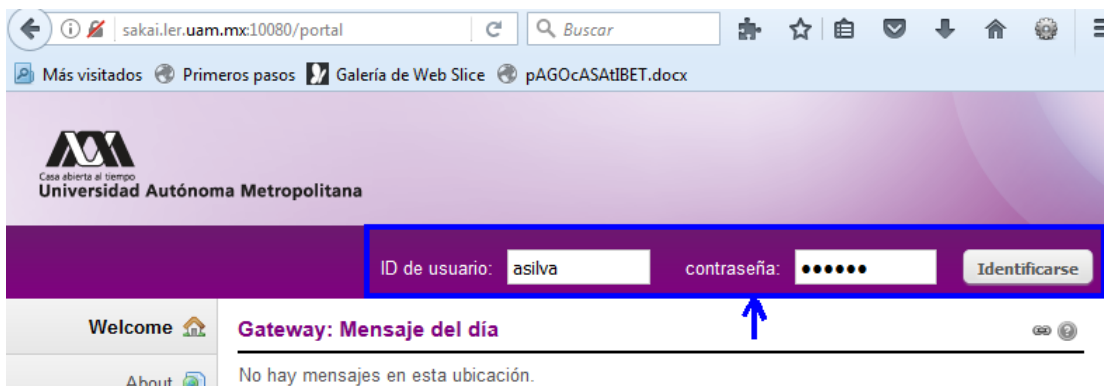 sakai.ler.uam.mx:10080/portal Buscar
Más visitados Primeros pasos Galería de Web Slice pAGOcASAtIBET.docx
Casa abierta al tiempo
Universidad Autónoma Metropolitana
ID de usuario: asilva contraseña: •••••• Identificarse
Welcome Gateway: Mensaje del día
About No hay mensajes en esta ubicación.